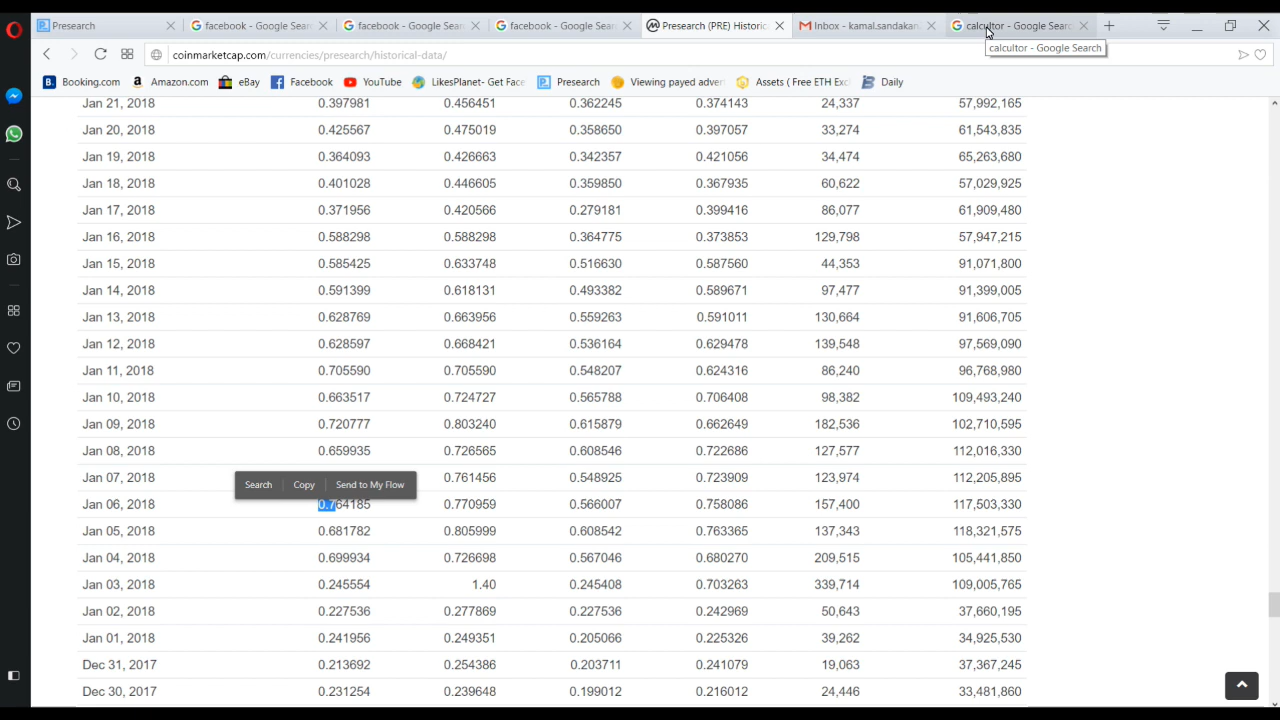 Presearch
facebook - Google Sear
facebook - Google Sear
facebook - Google Sear
Presearch (PRE) Historic
Inbox - kamal.sandakan
calcultor - Google Searc
calcultor - Google Search
coinmarketcap.com/currencies/presearch/historical-data/
Booking.com Amazon.com eBay Facebook YouTube LikesPlanet- Get Face Presearch Viewing payed adver Assets ( Free ETH Exc Daily
Jan 21, 2018 0.397981 0.456451 0.362245 0.374143 24,337 57,992,165
Jan 20, 2018 0.425567 0.475019 0.358650 0.397057 33,274 61,543,835
Jan 19, 2018 0.364093 0.426663 0.342357 0.421056 34,474 65,263,680
Jan 18, 2018 0.401028 0.446605 0.359850 0.367935 60,622 57,029,925
Jan 17, 2018 0.371956 0.420566 0.279181 0.399416 86,077 61,909,480
Jan 16, 2018 0.588298 0.588298 0.364775 0.373853 129,798 57,947,215
Jan 15, 2018 0.585425 0.633748 0.516630 0.587560 44,353 91,071,800
Jan 14, 2018 0.591399 0.618131 0.493382 0.589671 97,477 91,399,005
Jan 13, 2018 0.628769 0.663956 0.559263 0.591011 130,664 91,606,705
Jan 12, 2018 0.628597 0.668421 0.536164 0.629478 139,548 97,569,090
Jan 11, 2018 0.705590 0.705590 0.548207 0.624316 86,240 96,768,980
Jan 10, 2018 0.663517 0.724727 0.565788 0.706408 98,382 109,493,240
Jan 09, 2018 0.720777 0.803240 0.615879 0.662649 182,536 102,710,595
Jan 08, 2018 0.659935 0.726565 0.608546 0.722686 127,577 112,016,330
Jan 07, 2018 0.761456 0.548925 0.723909 123,974 112,205,895
Search Copy Send to My Flow
Jan 06, 2018 0.764185 0.770959 0.566007 0.758086 157,400 117,503,330
Jan 05, 2018 0.681782 0.805999 0.608542 0.763365 137,343 118,321,575
Jan 04, 2018 0.699934 0.726698 0.567046 0.680270 209,515 105,441,850
Jan 03, 2018 0.245554 1.40 0.245408 0.703263 339,714 109,005,765
Jan 02, 2018 0.227536 0.277869 0.227536 0.242969 50,643 37,660,195
Jan 01, 2018 0.241956 0.249351 0.205066 0.225326 39,262 34,925,530
Dec 31, 2017 0.213692 0.254386 0.203711 0.241079 19,063 37,367,245
Dec 30, 2017 0.231254 0.239648 0.199012 0.216012 24,446 33,481,860